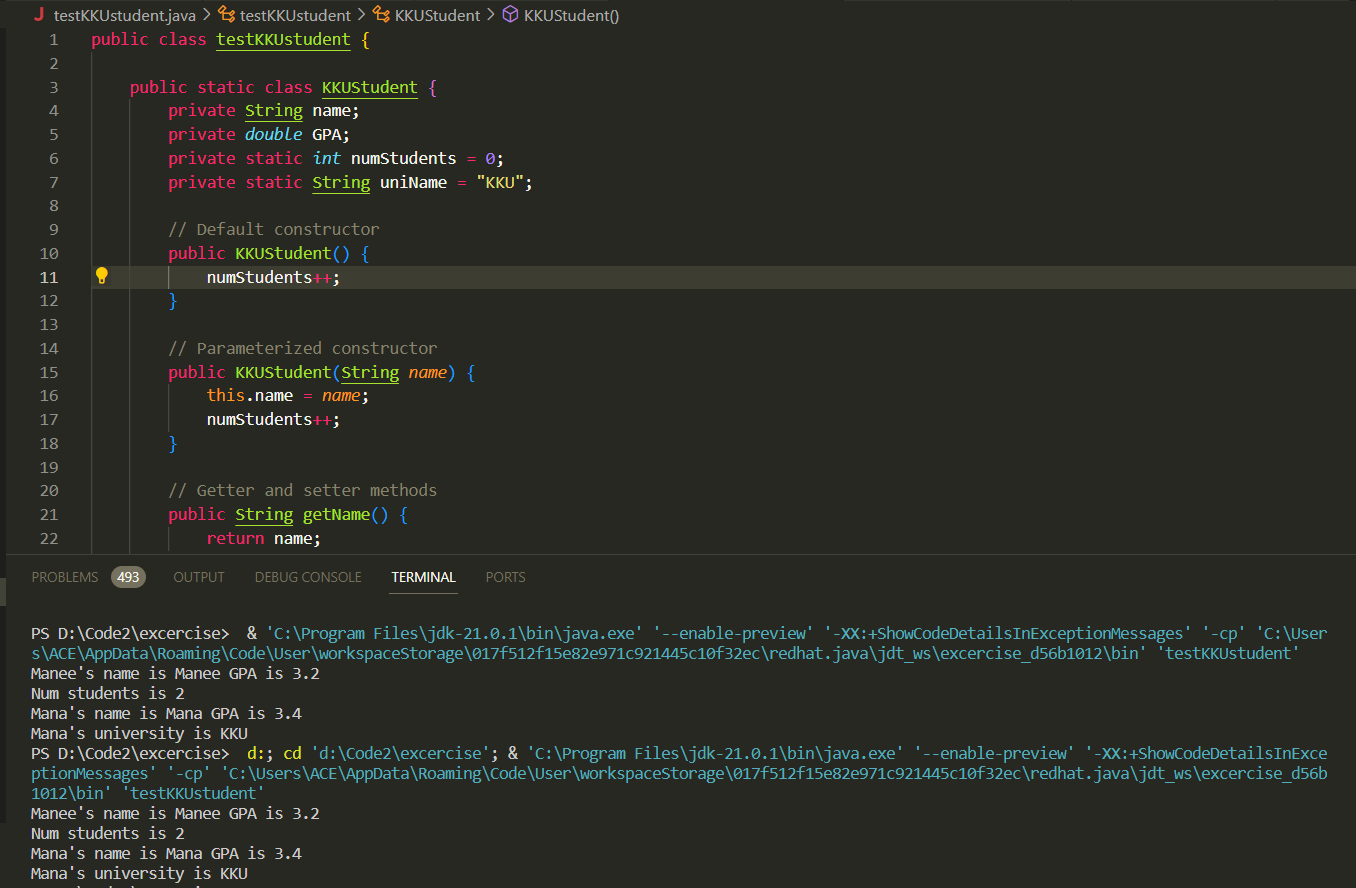 testKKUstudent.java > testKKUstudent > KKUStudent > KKUStudent()
1 public class testKKUstudent {
2
3 public static class KKUStudent {
4 private String name;
5 private double GPA;
6 private static int numStudents = 0;
7 private static String uniName = "KKU";
8
9 // Default constructor
10 public KKUStudent() {
11 numStudents++;
12 }
13
14 // Parameterized constructor
15 public KKUStudent(String name) {
16 this.name = name;
17 numStudents++;
18 }
19
20 // Getter and setter methods
21 public String getName() {
22 return name;
PROBLEMS 493 OUTPUT DEBUG CONSOLE TERMINAL PORTS
PS D:\Code2\excercise> & 'C:\Program Files\jdk-21.0.1\bin\java.exe' '--enable-preview' '-XX:+ShowCodeDetailsInExceptionMessages' '-cp' 'C:\User
s\ACE\AppData\Roaming\Code\User\workspaceStorage\017f512f15e82e971c921445c10f32ec\redhat.java\jdt_ws\excercise_d56b1012\bin' 'testKKUstudent'
Manee's name is Manee GPA is 3.2
Num students is 2
Mana's name is Mana GPA is 3.4
Mana's university is KKU
PS D:\Code2\excercise> d:; cd 'd:\Code2\excercise'; & 'C:\Program Files\jdk-21.0.1\bin\java.exe' '--enable-preview' '-XX:+ShowCodeDetailsInExce
ptionMessages' '-cp' 'C:\Users\ACE\AppData\Roaming\Code\User\workspaceStorage\017f512f15e82e971c921445c10f32ec\redhat.java\jdt_ws\excercise_d56b
1012\bin' 'testKKUstudent'
Manee's name is Manee GPA is 3.2
Num students is 2
Mana's name is Mana GPA is 3.4
Mana's university is KKU